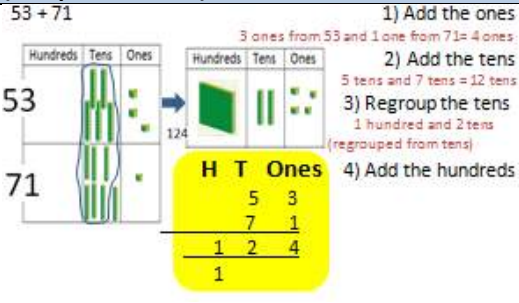 53 + 71
Hundreds Tens Ones
53
71
Hundreds Tens Ones
124
H T Ones
5 3
7 1
1 2 4
1
1) Add the ones
3 ones from 53 and 1 one from 71= 4 ones
2) Add the tens
5 tens and 7 tens = 12 tens
3) Regroup the tens
1 hundred and 2 tens
(regrouped from tens)
4) Add the hundreds